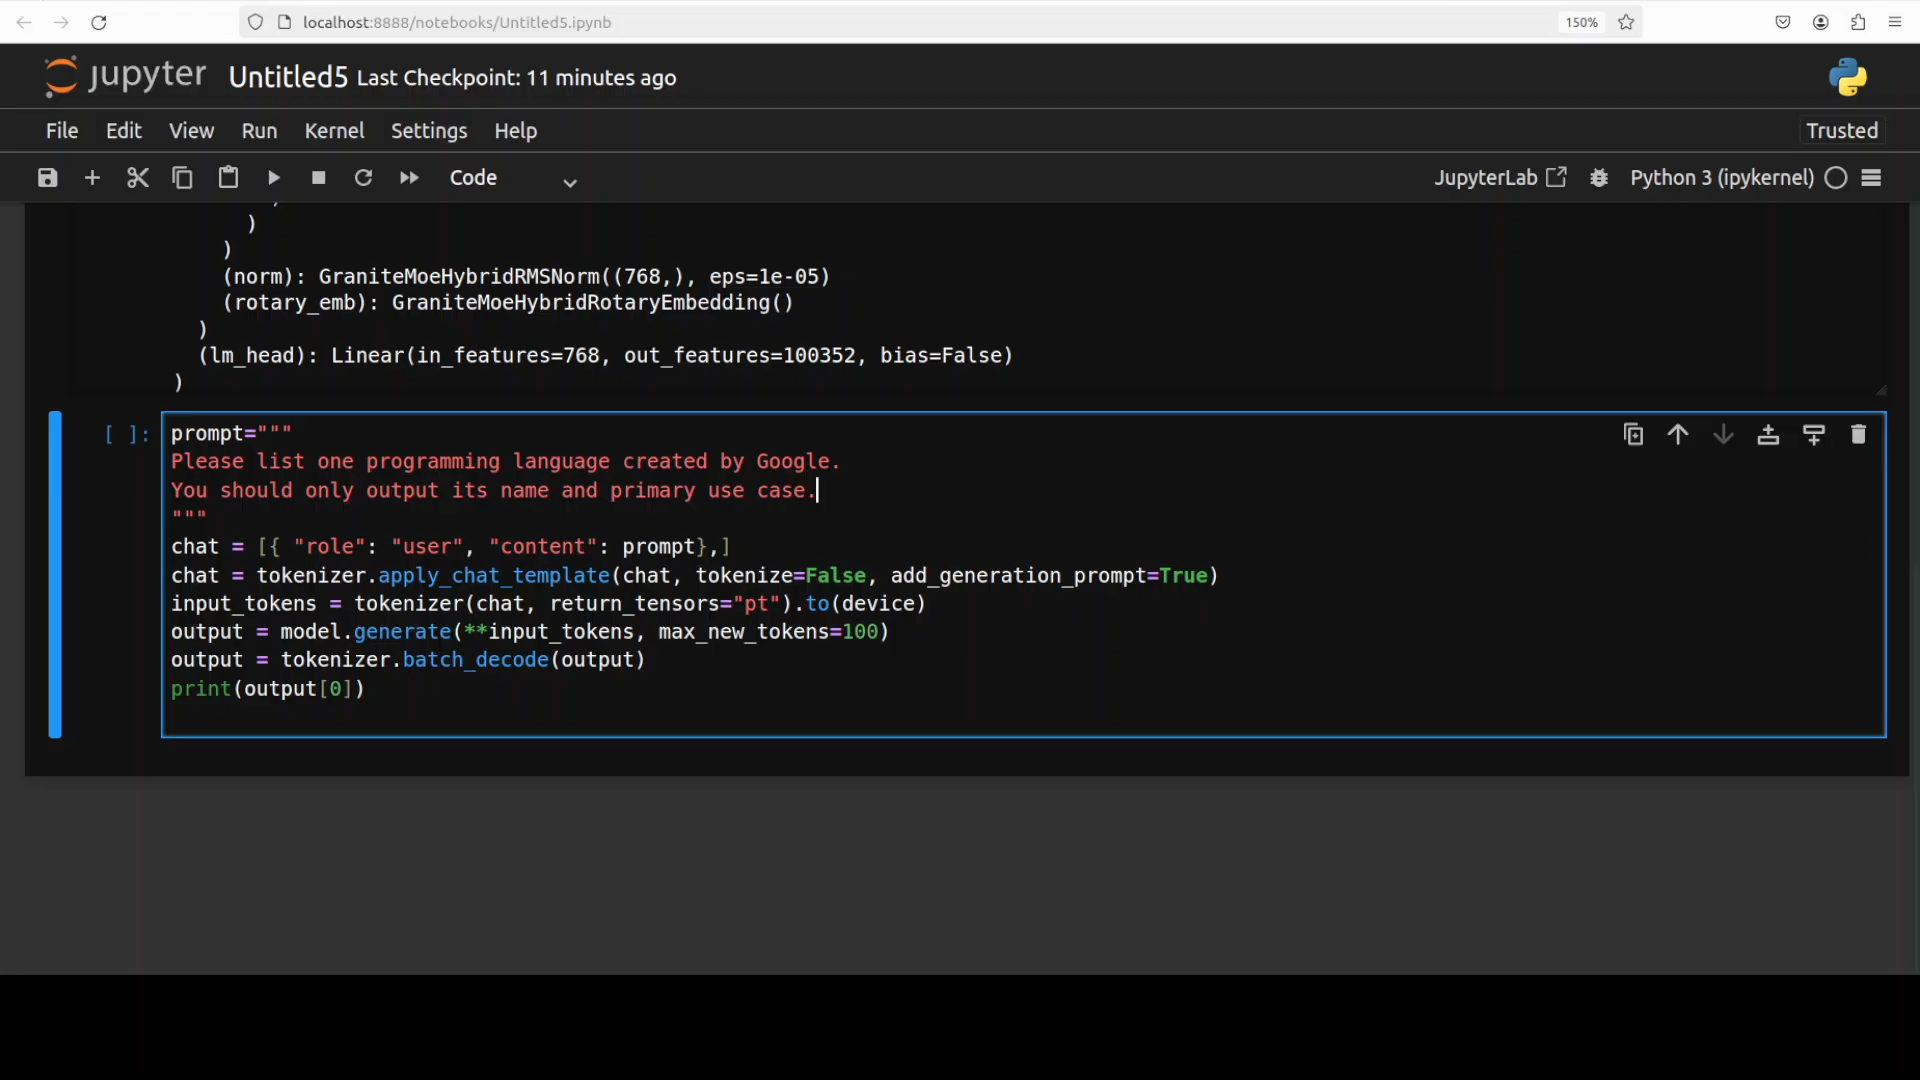 localhost:8888/notebooks/Untitled5.ipynb
150%
jupyter Untitled5 Last Checkpoint: 11 minutes ago
File Edit View Run Kernel Settings Help
Trusted
Code
JupyterLab
Python 3 (ipykernel)
)
)
(norm): GraniteMoeHybridRMSNorm((768,), eps=1e-05)
(rotary_emb): GraniteMoeHybridRotaryEmbedding()
)
(lm_head): Linear(in_features=768, out_features=100352, bias=False)
)
[ ]:
prompt="""
Please list one programming language created by Google.
You should only output its name and primary use case.
"""
chat = [{ "role": "user", "content": prompt},]
chat = tokenizer.apply_chat_template(chat, tokenize=False, add_generation_prompt=True)
input_tokens = tokenizer(chat, return_tensors="pt").to(device)
output = model.generate(**input_tokens, max_new_tokens=100)
output = tokenizer.batch_decode(output)
print(output[0])